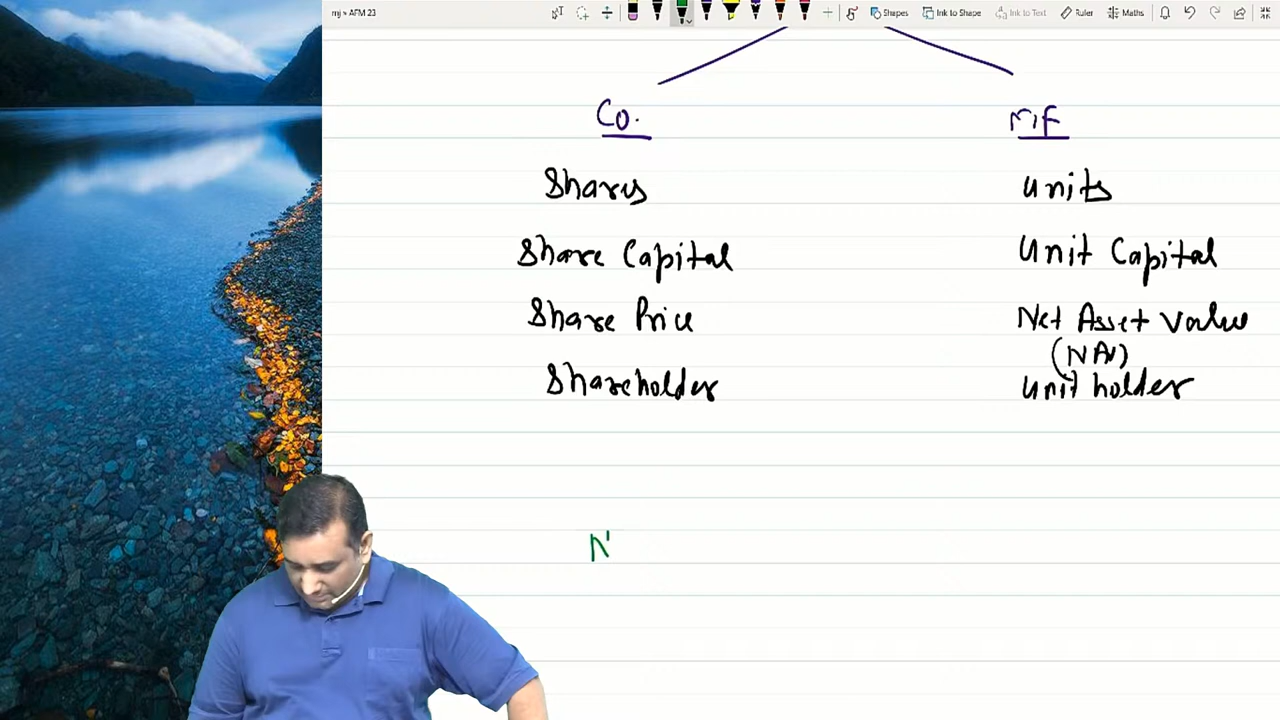 mj » AFM 23
Shapes Ink to Shape Ink to Text Ruler Maths
Co. MF
Shares Units
Share Capital Unit Capital
Share Price Net Asset Value
(NAV)
Shareholder Unit holder
N